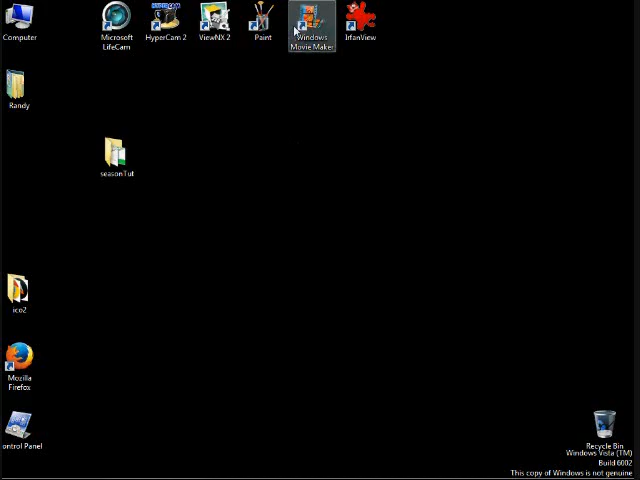 Computer
Microsoft
LifeCam
HyperCam 2
ViewNX 2
Paint
Windows
Movie Maker
IrfanView
Randy
seasonTut
ico2
Mozilla
Firefox
ontrol Panel
Recycle Bin
Windows Vista (TM)
Build 6002
This copy of Windows is not genuine